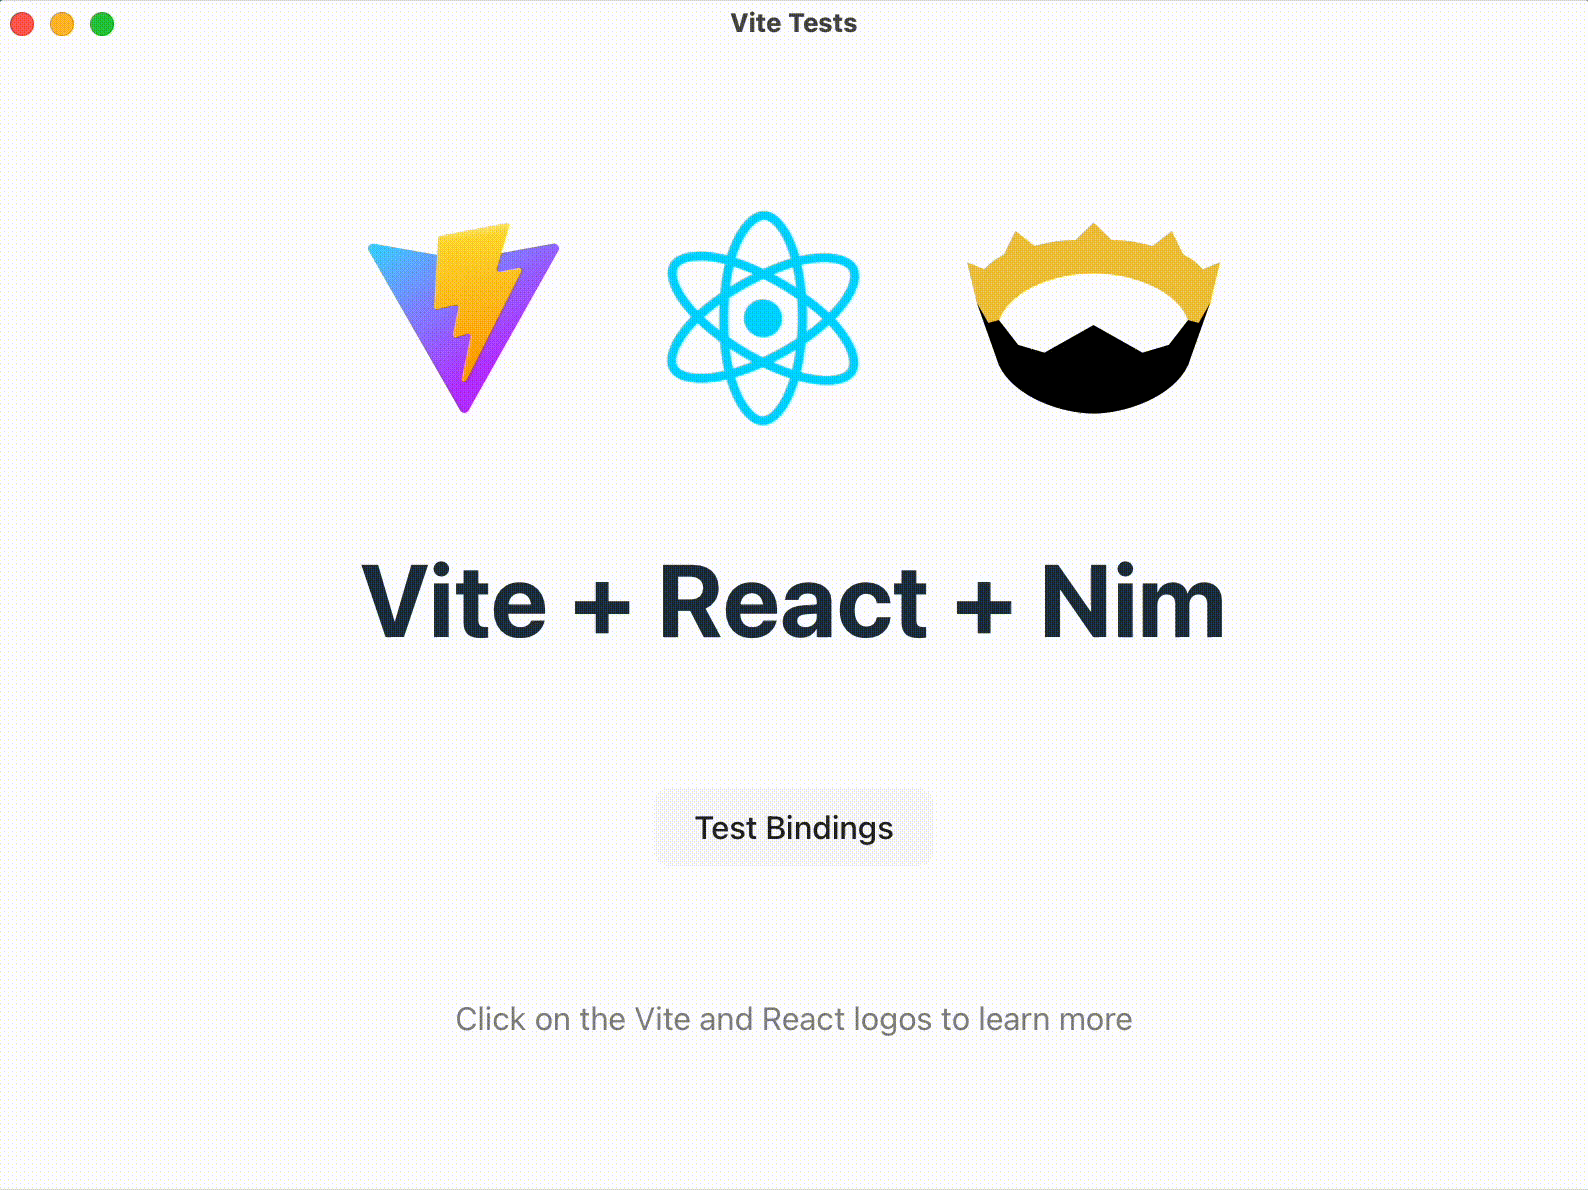 Vite Tests
Vite + React + Nim
Test Bindings
Click on the Vite and React logos to learn more